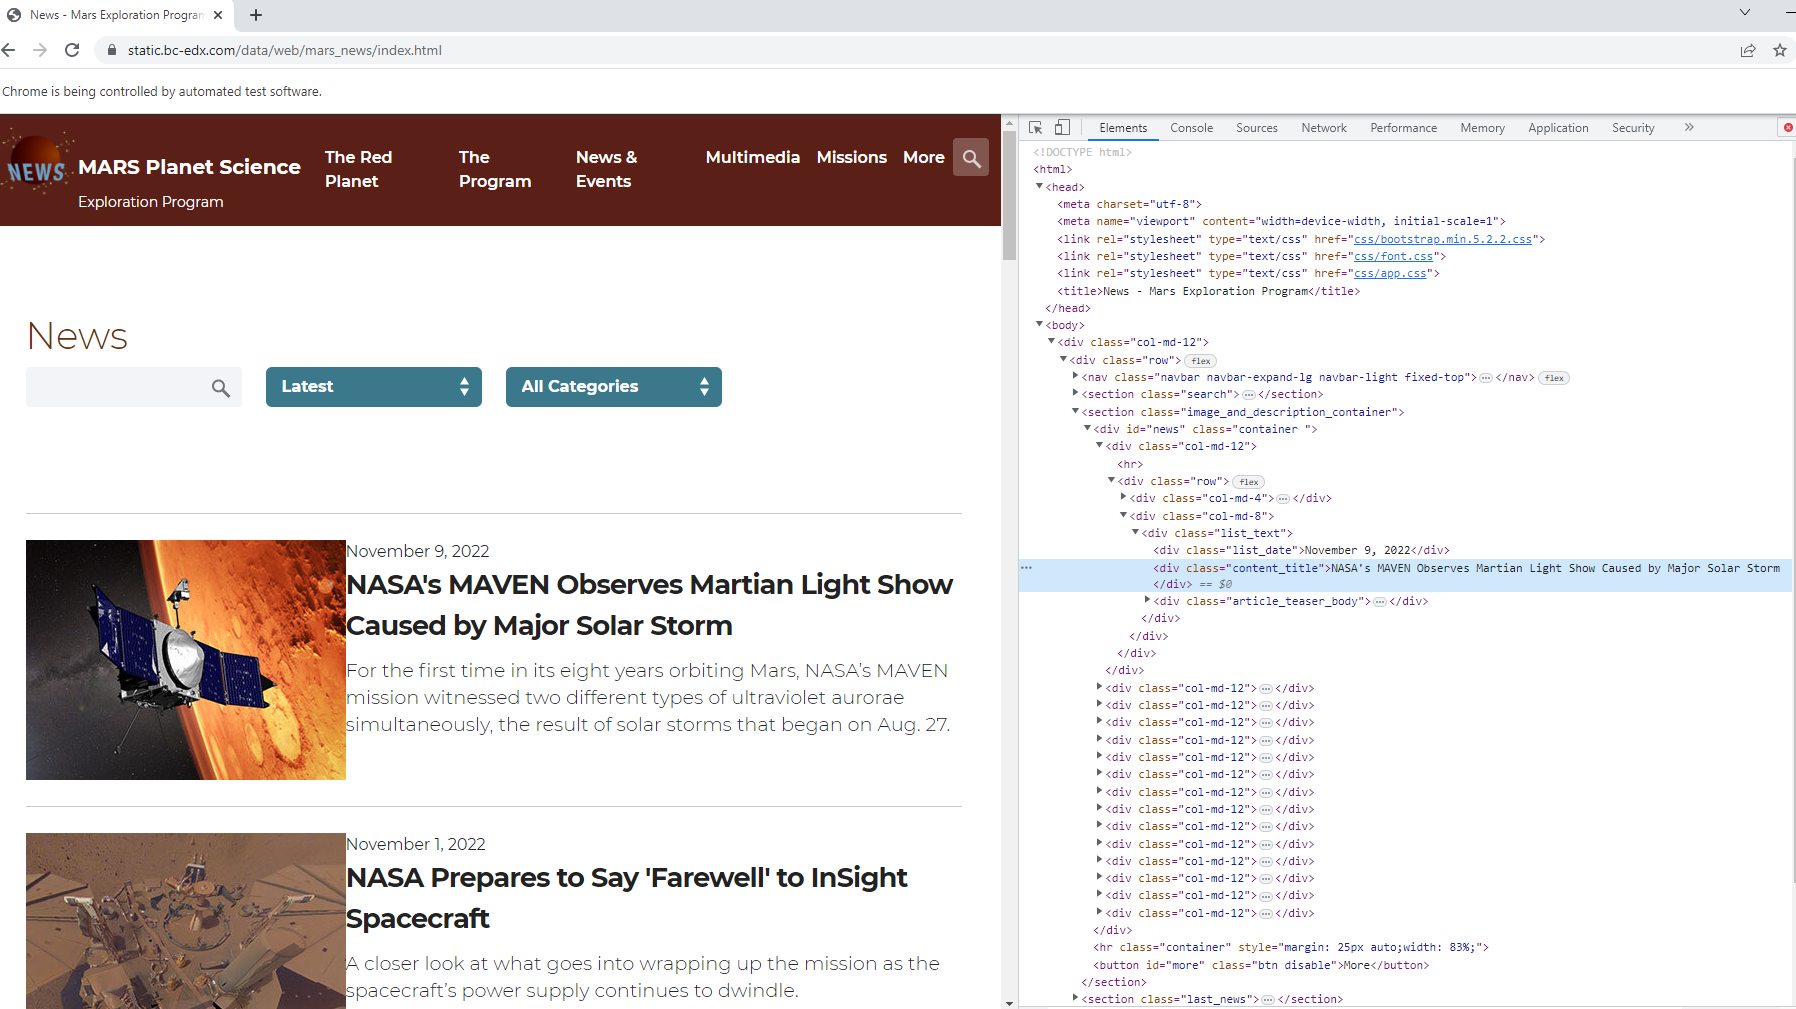 News - Mars Exploration Progran
static.bc-edx.com/data/web/mars_news/index.html
Chrome is being controlled by automated test software.
NEWS
MARS Planet Science
Exploration Program
The Red
Planet
The
Program
News &
Events
Multimedia
Missions
More
News
Latest
All Categories
November 9, 2022
NASA's MAVEN Observes Martian Light Show
Caused by Major Solar Storm
For the first time in its eight years orbiting Mars, NASA's MAVEN
mission witnessed two different types of ultraviolet aurorae
simultaneously, the result of solar storms that began on Aug. 27.
November 1, 2022
NASA Prepares to Say 'Farewell' to InSight
Spacecraft
A closer look at what goes into wrapping up the mission as the
spacecraft's power supply continues to dwindle.
Elements Console Sources Network Performance Memory Application Security »
<!DOCTYPE html>
<html>
<head>
<meta charset="utf-8">
<meta name="viewport" content="width=device-width, initial-scale=1">
<link rel="stylesheet" type="text/css" href="css/bootstrap.min.5.2.2.css">
<link rel="stylesheet" type="text/css" href="css/font.css">
<link rel="stylesheet" type="text/css" href="css/app.css">
<title>News - Mars Exploration Program</title>
</head>
<body>
<div class="col-md-12">
<div class="row"> flex
<nav class="navbar navbar-expand-lg navbar-light fixed-top"> … </nav> flex
<section class="search"> … </section>
<section class="image_and_description_container">
<div id="news" class="container ">
<div class="col-md-12">
<hr>
<div class="row"> flex
<div class="col-md-4"> … </div>
<div class="col-md-8">
<div class="list_text">
<div class="list_date">November 9, 2022</div>
<div class="content_title">NASA's MAVEN Observes Martian Light Show Caused by Major Solar Storm
</div> == $0
<div class="article_teaser_body"> … </div>
</div>
</div>
</div>
</div>
<div class="col-md-12"> … </div>
<div class="col-md-12"> … </div>
<div class="col-md-12"> … </div>
<div class="col-md-12"> … </div>
<div class="col-md-12"> … </div>
<div class="col-md-12"> … </div>
<div class="col-md-12"> … </div>
<div class="col-md-12"> … </div>
<div class="col-md-12"> … </div>
<div class="col-md-12"> … </div>
<div class="col-md-12"> … </div>
<div class="col-md-12"> … </div>
<div class="col-md-12"> … </div>
<div class="col-md-12"> … </div>
</div>
<hr class="container" style="margin: 25px auto;width: 83%;">
<button id="more" class="btn disable">More</button>
</section>
<section class="last_news"> … </section>